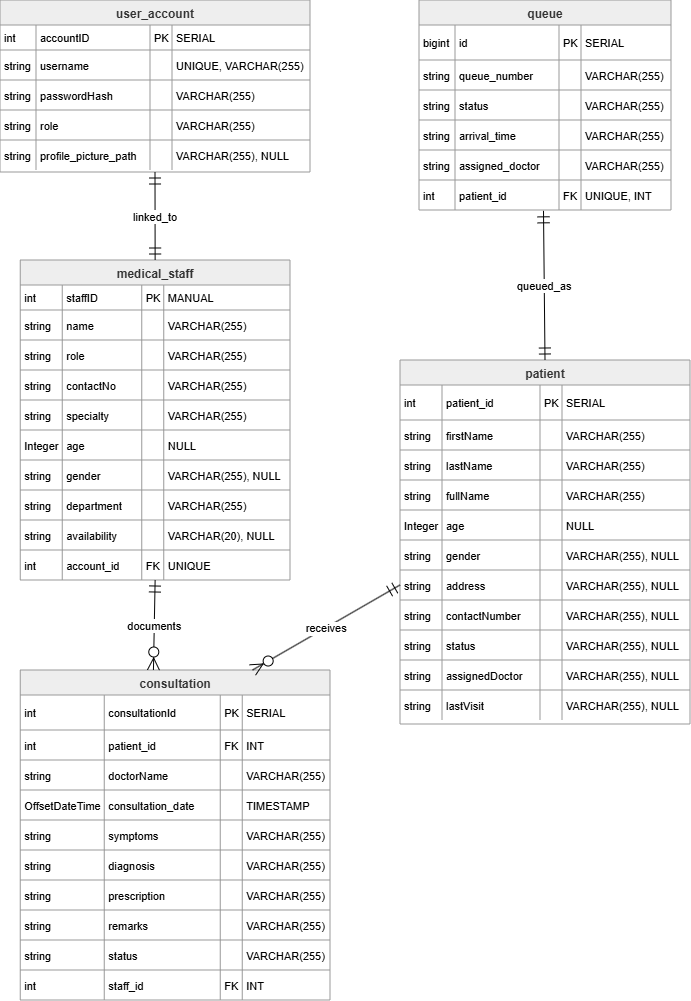 user_account
int accountID PK SERIAL
string username UNIQUE, VARCHAR(255)
string passwordHash VARCHAR(255)
string role VARCHAR(255)
string profile_picture_path VARCHAR(255), NULL
linked_to
medical_staff
int staffID PK MANUAL
string name VARCHAR(255)
string role VARCHAR(255)
string contactNo VARCHAR(255)
string specialty VARCHAR(255)
Integer age NULL
string gender VARCHAR(255), NULL
string department VARCHAR(255)
string availability VARCHAR(20), NULL
int account_id FK UNIQUE
documents
consultation
int consultationId PK SERIAL
int patient_id FK INT
string doctorName VARCHAR(255)
OffsetDateTime consultation_date TIMESTAMP
string symptoms VARCHAR(255)
string diagnosis VARCHAR(255)
string prescription VARCHAR(255)
string remarks VARCHAR(255)
string status VARCHAR(255)
int staff_id FK INT
queue
bigint id PK SERIAL
string queue_number VARCHAR(255)
string status VARCHAR(255)
string arrival_time VARCHAR(255)
string assigned_doctor VARCHAR(255)
int patient_id FK UNIQUE, INT
queued_as
patient
int patient_id PK SERIAL
string firstName VARCHAR(255)
string lastName VARCHAR(255)
string fullName VARCHAR(255)
Integer age NULL
string gender VARCHAR(255), NULL
string address VARCHAR(255), NULL
string contactNumber VARCHAR(255), NULL
string status VARCHAR(255), NULL
string assignedDoctor VARCHAR(255), NULL
string lastVisit VARCHAR(255), NULL
receives